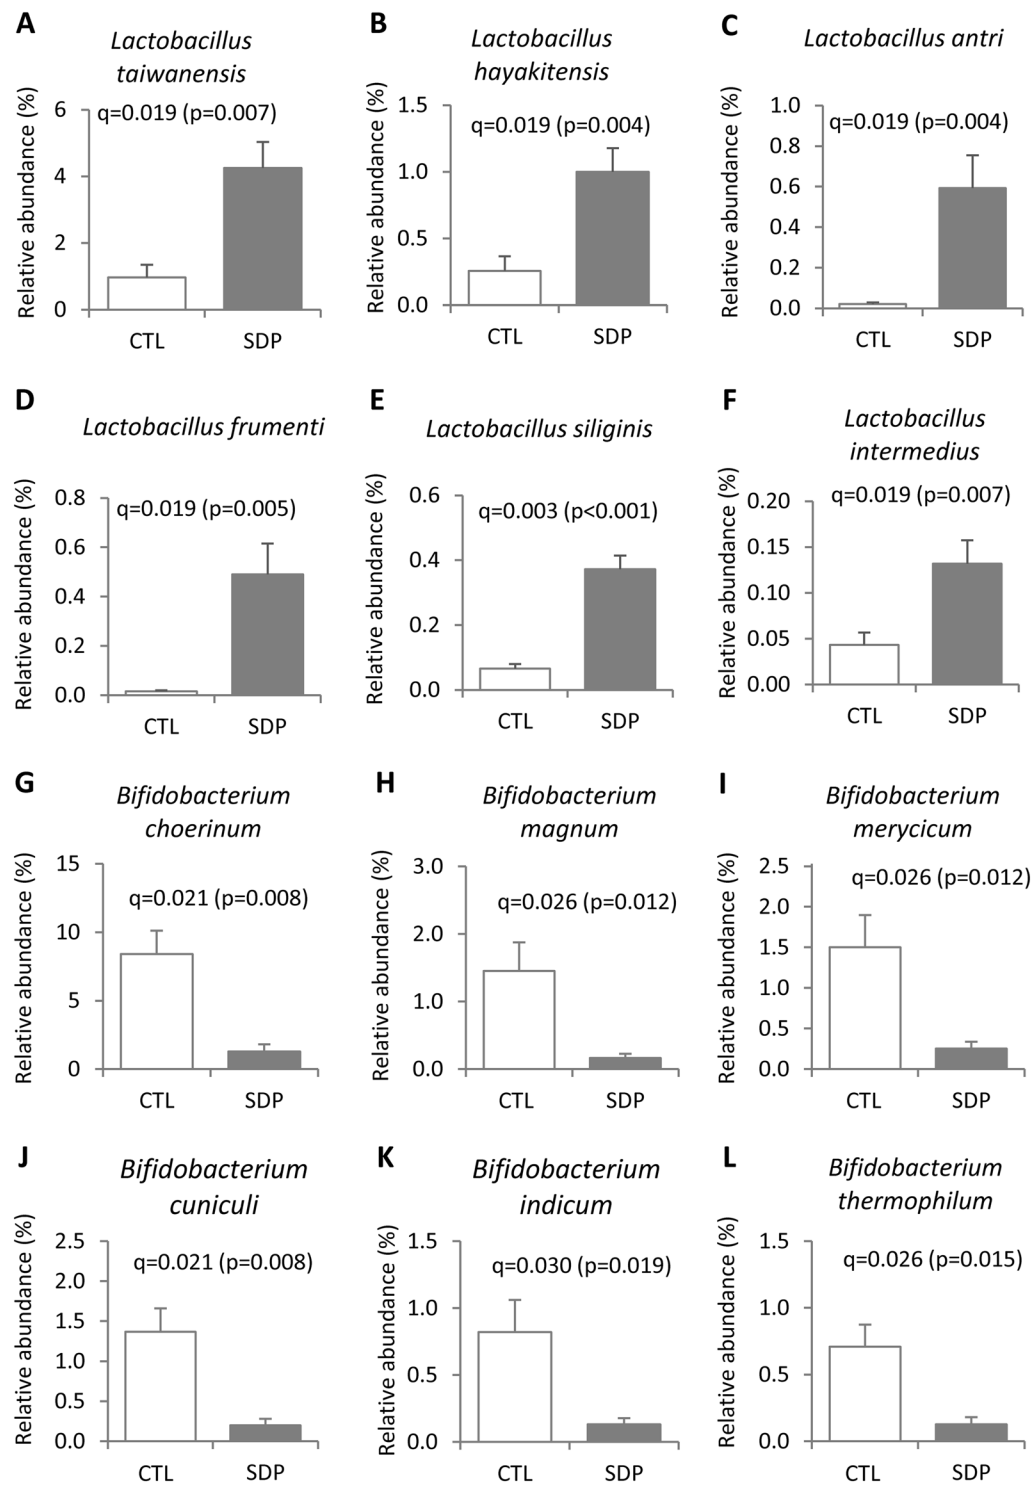 A
Lactobacillus
taiwanensis
q=0.019 (p=0.007)
Relative abundance (%)
6
4
2
0
CTL
SDP
B
Lactobacillus
hayakitensis
q=0.019 (p=0.004)
Relative abundance (%)
1.5
1.0
0.5
0.0
CTL
SDP
C
Lactobacillus antri
q=0.019 (p=0.004)
Relative abundance (%)
1.0
0.8
0.6
0.4
0.2
0.0
CTL
SDP
D
Lactobacillus frumenti
q=0.019 (p=0.005)
Relative abundance (%)
0.8
0.6
0.4
0.2
0.0
CTL
SDP
E
Lactobacillus siliginis
q=0.003 (p<0.001)
Relative abundance (%)
0.6
0.4
0.2
0.0
CTL
SDP
F
Lactobacillus
intermedius
q=0.019 (p=0.007)
Relative abundance (%)
0.20
0.15
0.10
0.05
0.00
CTL
SDP
G
Bifidobacterium
choerinum
q=0.021 (p=0.008)
Relative abundance (%)
15
10
5
0
CTL
SDP
H
Bifidobacterium
magnum
q=0.026 (p=0.012)
Relative abundance (%)
3.0
2.0
1.0
0.0
CTL
SDP
I
Bifidobacterium
merycicum
q=0.026 (p=0.012)
Relative abundance (%)
2.5
2.0
1.5
1.0
0.5
0.0
CTL
SDP
J
Bifidobacterium
cuniculi
q=0.021 (p=0.008)
Relative abundance (%)
2.5
2.0
1.5
1.0
0.5
0.0
CTL
SDP
K
Bifidobacterium
indicum
q=0.030 (p=0.019)
Relative abundance (%)
1.5
1.0
0.5
0.0
CTL
SDP
L
Bifidobacterium
thermophilum
q=0.026 (p=0.015)
Relative abundance (%)
1.5
1.0
0.5
0.0
CTL
SDP